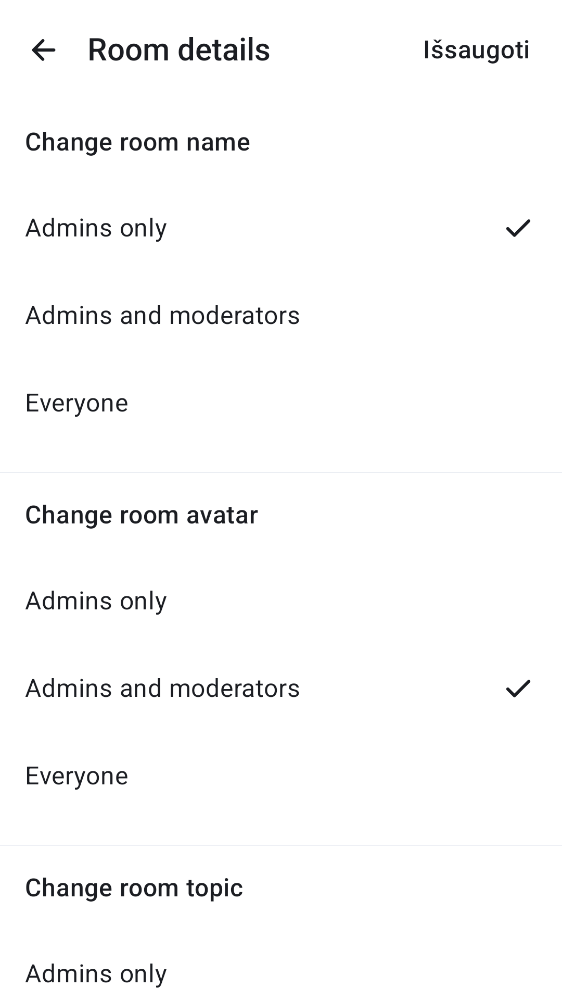 Room details
Išsaugoti
Change room name
Admins only
Admins and moderators
Everyone
Change room avatar
Admins only
Admins and moderators
Everyone
Change room topic
Admins only